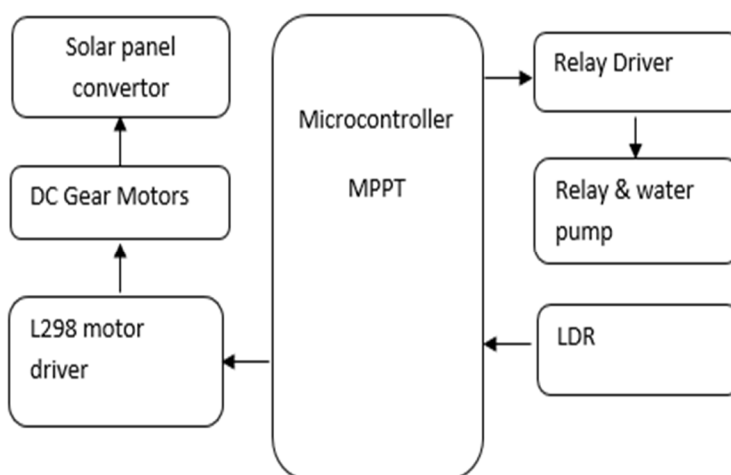 Solar panel
convertor
DC Gear Motors
L298 motor
driver
Microcontroller
MPPT
Relay Driver
Relay & water
pump
LDR